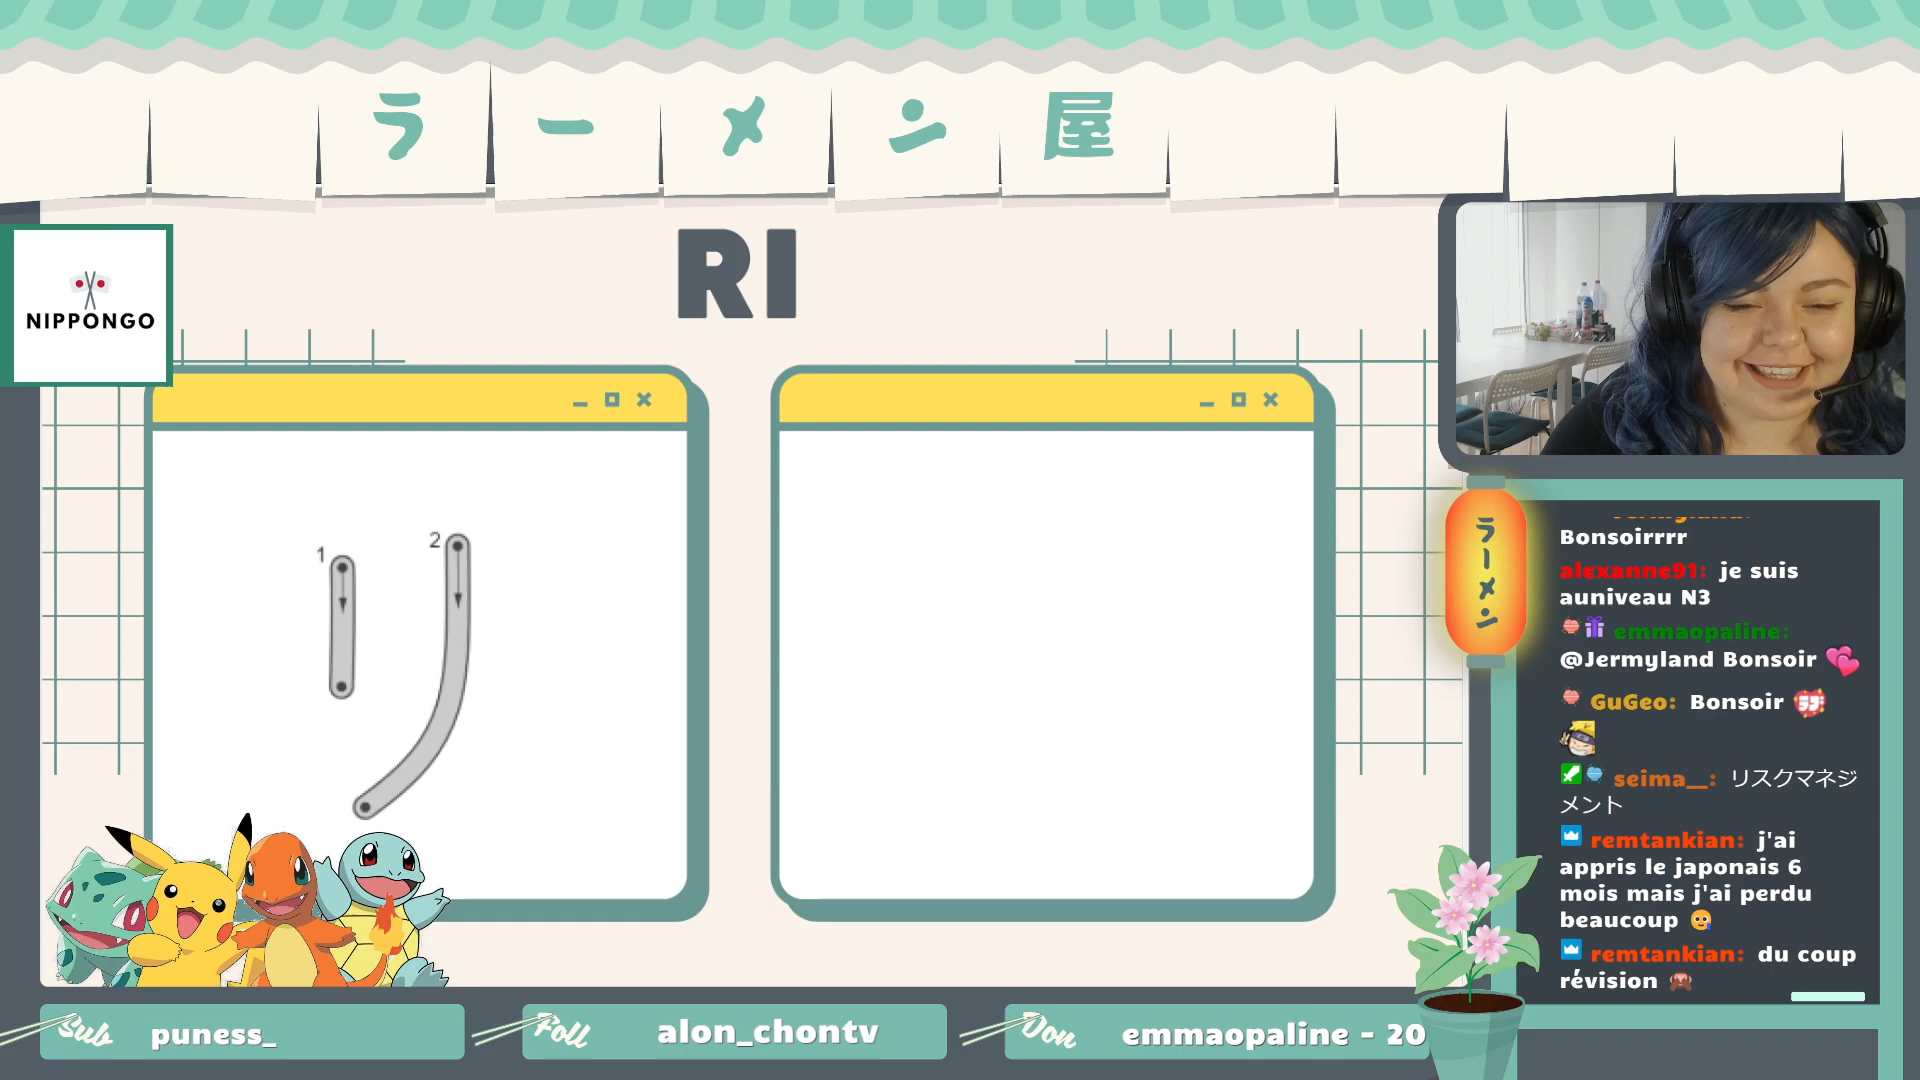 ラーメン屋
RI
NIPPONGO
1
2
ラーメン
Bonsoirrrr
alexanne91: je suis
auniveau N3
emmaopaline:
@Jermyland Bonsoir
GuGeo: Bonsoir
seima__: リスクマネジ
メント
remtankian: j'ai
appris le japonais 6
mois mais j'ai perdu
beaucoup
remtankian: du coup
révision
Sub puness_
Foll alon_chontv
Don emmaopaline - 20